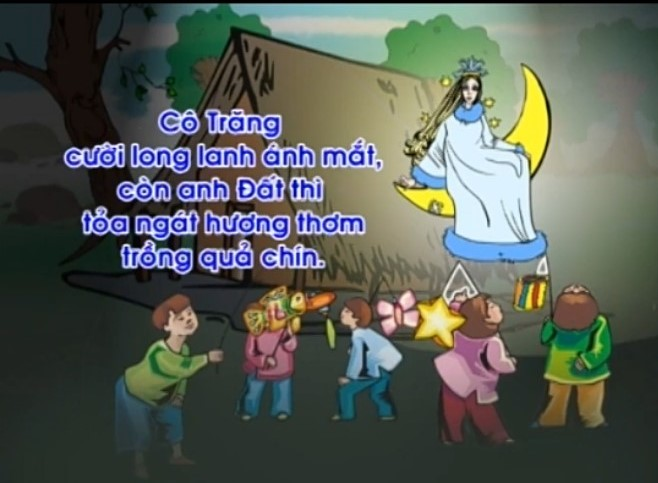 Cô Trăng
cười long lanh ánh mắt,
còn anh Đất thì
tỏa ngát hương thơm
trồng quả chín.